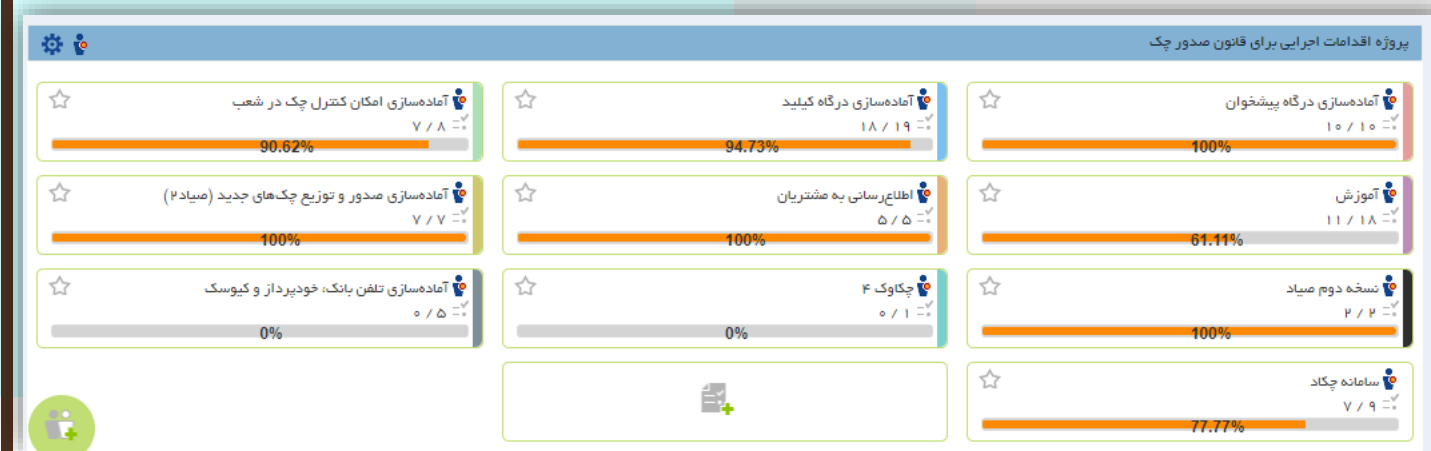 پروژه اقدامات اجرایی برای قانون صدور چک
آماده‌سازی درگاه پیشخوان
۱۰ / ۱۰
100%
آماده‌سازی درگاه کیلید
۱۸ / ۱۹
94.73%
آماده‌سازی امکان کنترل چک در شعب
۷ / ۸
90.62%
آموزش
۱۱ / ۱۸
61.11%
اطلاع‌رسانی به مشتریان
۵ / ۵
100%
آماده‌سازی صدور و توزیع چک‌های جدید (صیاد۲)
۷ / ۷
100%
نسخه دوم صیاد
۲ / ۲
100%
چکاوک ۴
۰ / ۱
0%
آماده‌سازی تلفن بانک، خودپرداز و کیوسک
۰ / ۵
0%
سامانه چکاد
۷ / ۹
77.77%